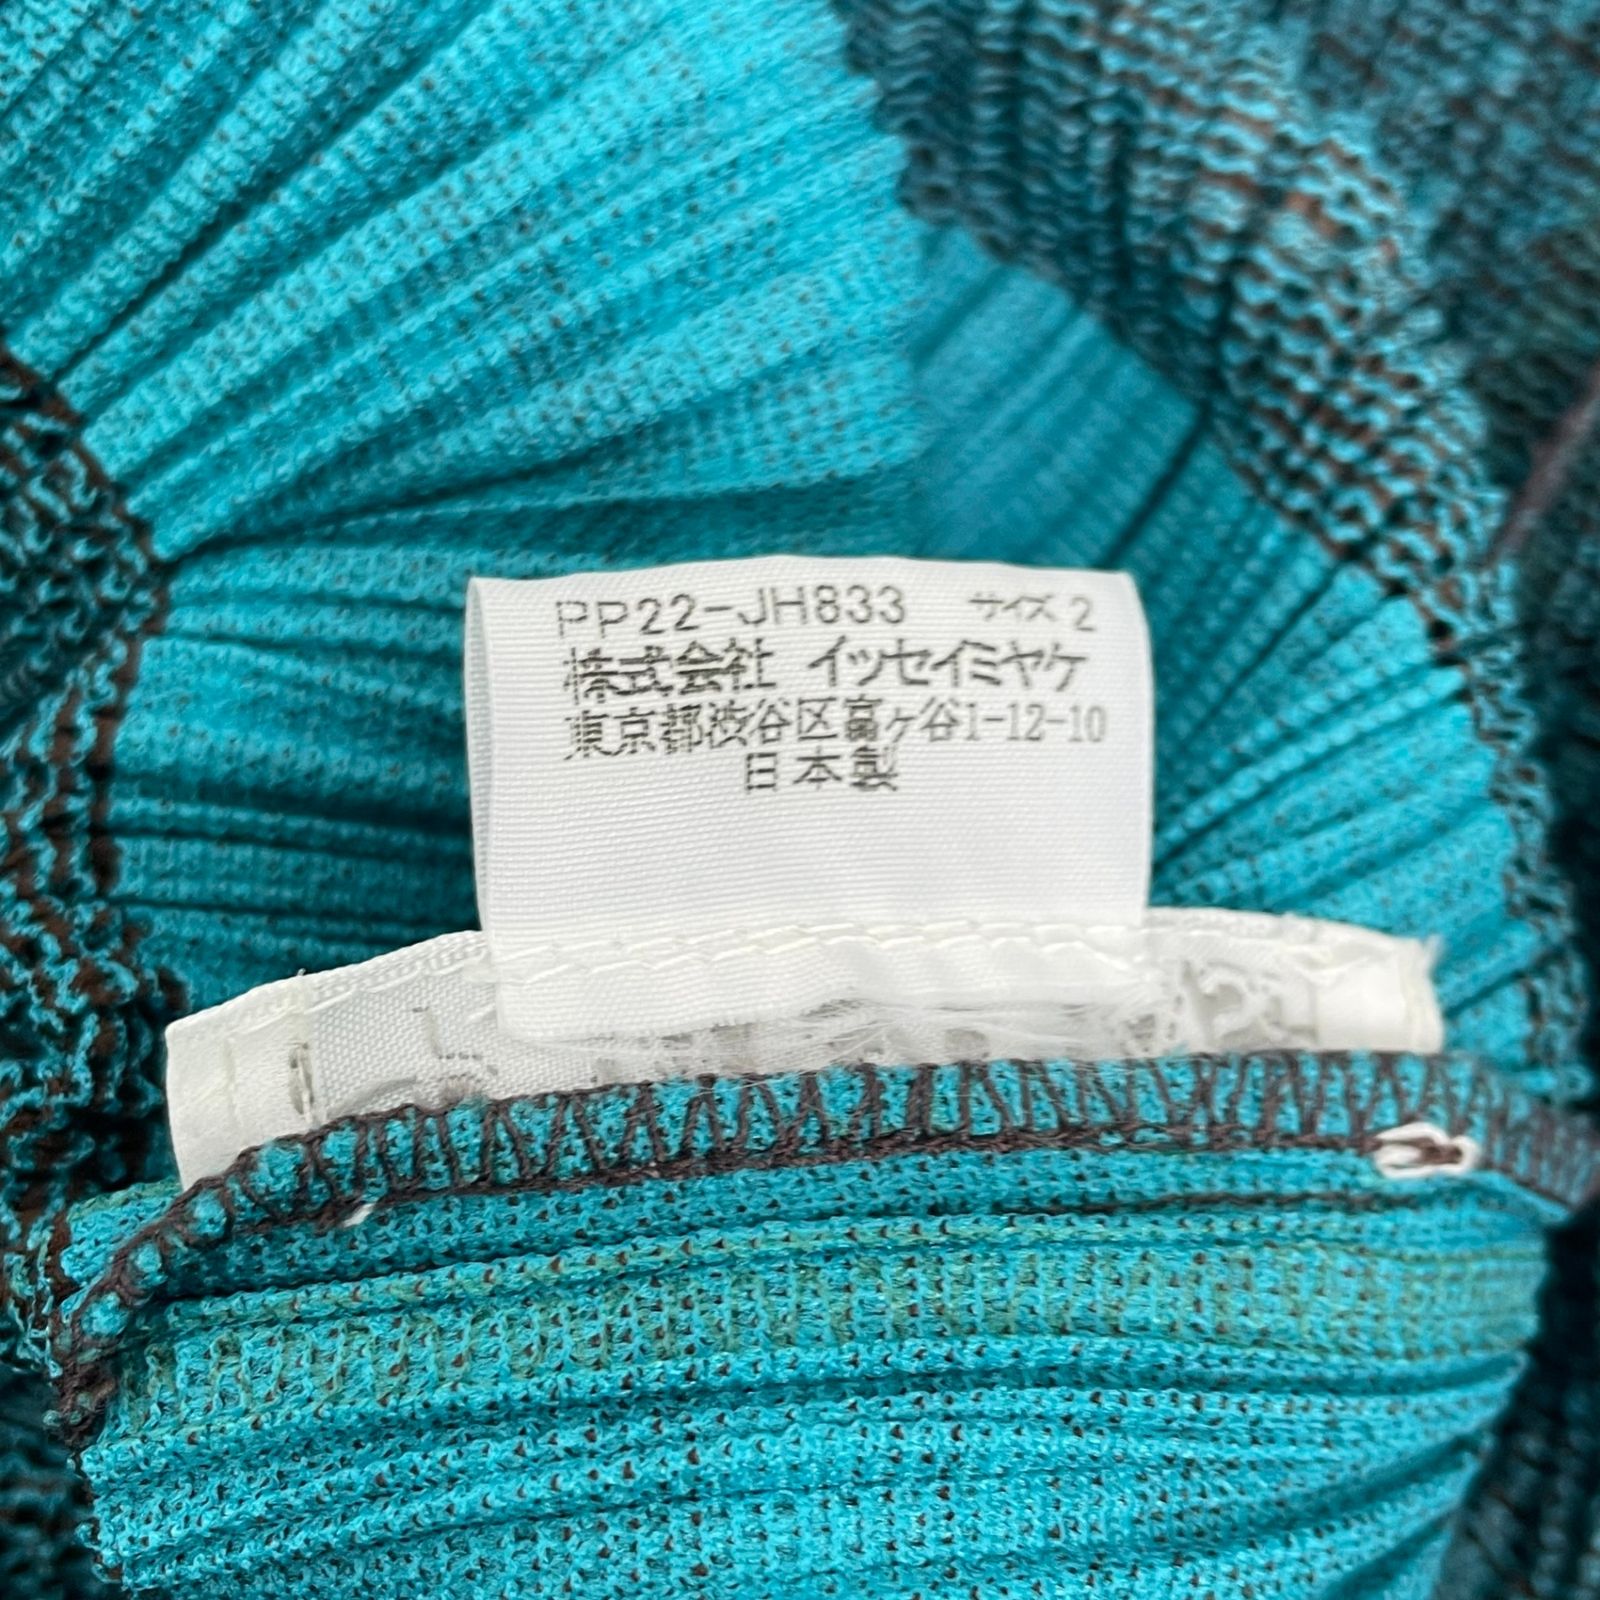 PP22-JH833 サイズ 2
株式会社 イッセイミヤケ
東京都渋谷区富ヶ谷1-12-10
日本製